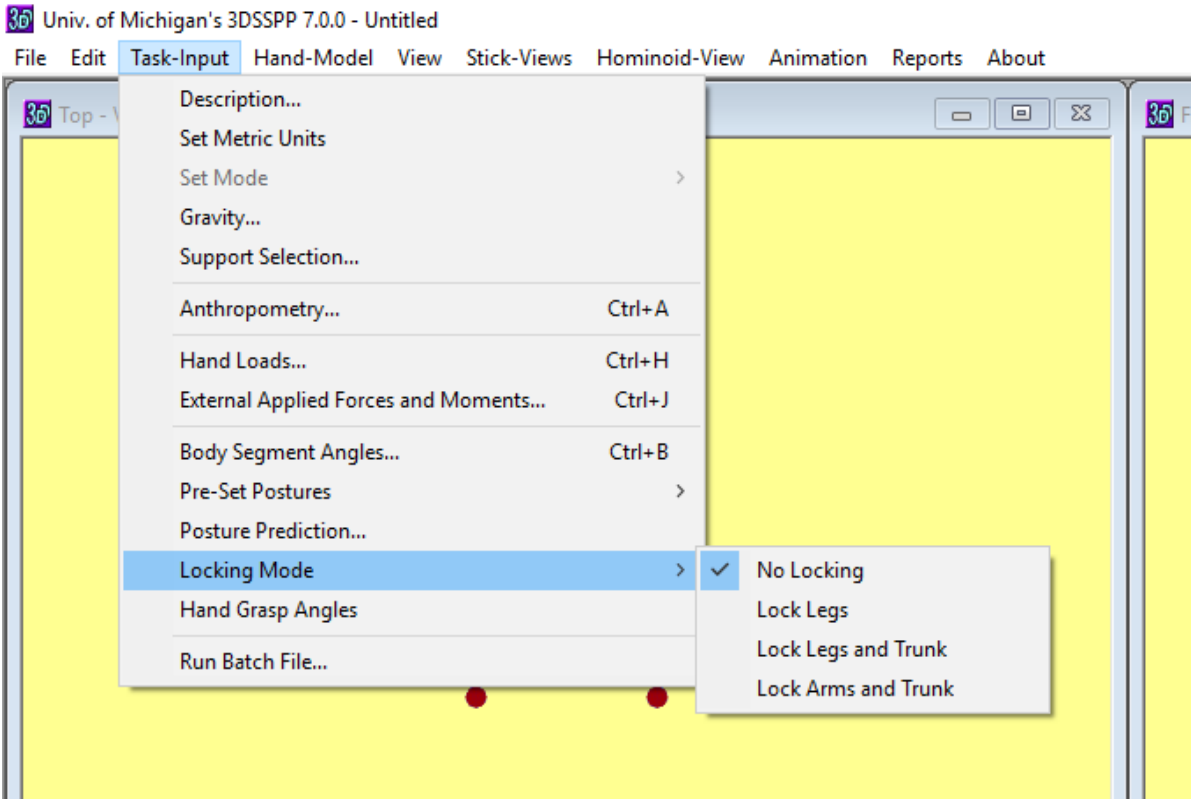 3D Univ. of Michigan's 3DSSPP 7.0.0 - Untitled
File Edit Task-Input Hand-Model View Stick-Views Hominoid-View Animation Reports About
3D Top - 3D F
Description...
Set Metric Units
Set Mode
Gravity...
Support Selection...
Anthropometry... Ctrl+A
Hand Loads... Ctrl+H
External Applied Forces and Moments... Ctrl+J
Body Segment Angles... Ctrl+B
Pre-Set Postures
Posture Prediction...
Locking Mode
No Locking
Lock Legs
Lock Legs and Trunk
Lock Arms and Trunk
Hand Grasp Angles
Run Batch File...